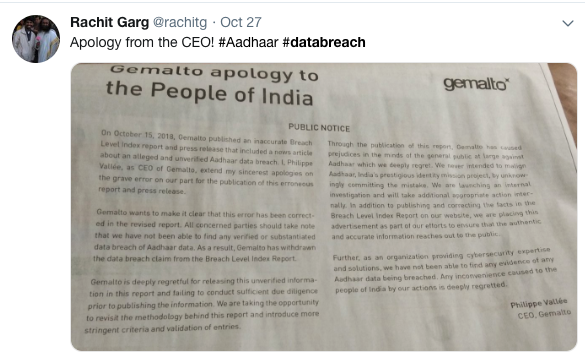 Rachit Garg @rachitg · Oct 27
Apology from the CEO! #Aadhaar #databreach
Gemalto apology to
the People of India
gemalto
PUBLIC NOTICE
On October 15, 2018, Gemalto published an inaccurate Breach
Level Index report and press release that included a news article
about an alleged and unverified Aadhaar data breach. I, Philippe
Vallée, as CEO of Gemalto, extend my sincerest apologies on
the grave error on our part for the publication of this erroneous
report and press release.
Gemalto wants to make it clear that this error has been correct-
ed in the revised report. All concerned parties should take note
that we have not been able to find any verified or substantiated
data breach of Aadhaar data. As a result, Gemalto has withdrawn
the data breach claim from the Breach Level Index Report.
Gemalto is deeply regretful for releasing this unverified informa-
tion in this report and failing to conduct sufficient due diligence
prior to publishing the information. We are taking the opportunity
to revisit the methodology behind this report and introduce more
stringent criteria and validation of entries.
Through the publication of this report, Gemalto has caused
prejudices in the minds of the general public at large against
Aadhaar which we deeply regret. We never intended to malign
Aadhaar, India's prestigious identity mission project, by unknow-
ingly committing the mistake. We are launching an internal
investigation and will take additional appropriate action inter-
nally. In addition to publishing and correcting the facts in the
Breach Level Index Report on our website, we are placing this
advertisement as part of our efforts to ensure that the authentic
and accurate information reaches out to the public.
Further, as an organization providing cybersecurity expertise
and solutions, we have not been able to find any evidence of any
Aadhaar data being breached. Any inconvenience caused to the
people of India by our actions is deeply regretted.
Philippe Vallée
CEO, Gemalto